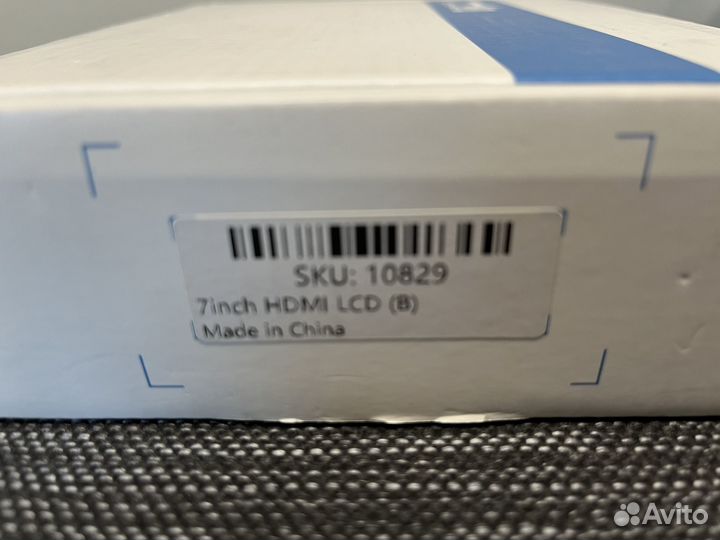 SKU: 10829
7inch HDMI LCD (B)
Made in China
Avito